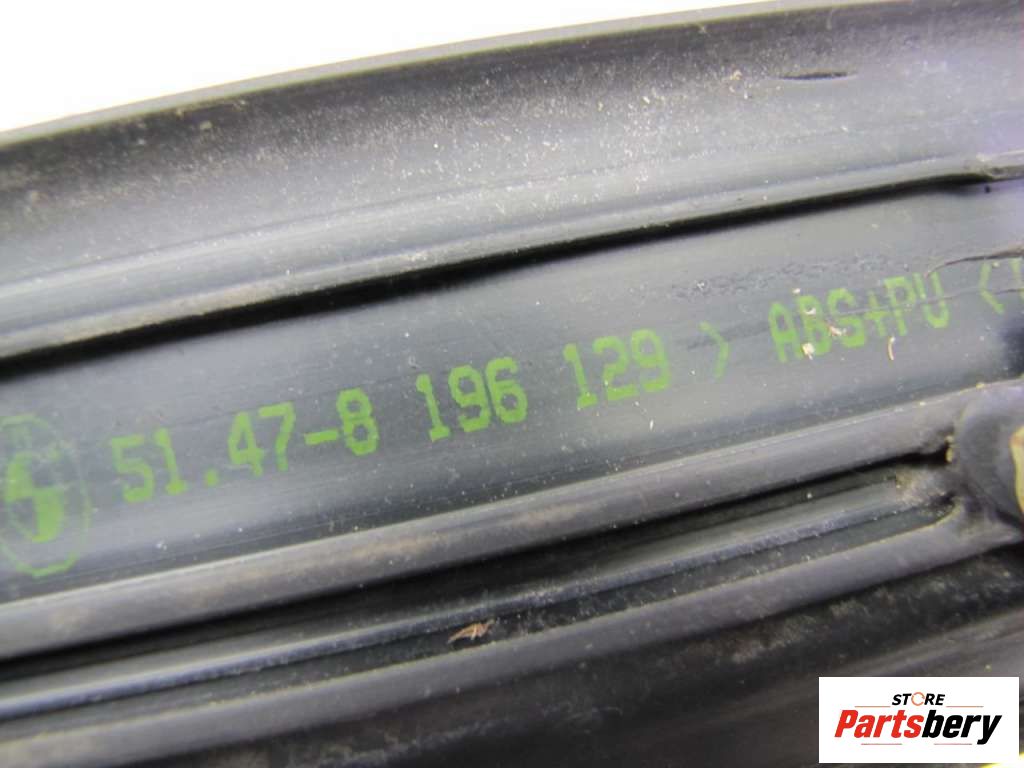 51.47-8 196 129 > ABS+PU <
STORE
Partsbery